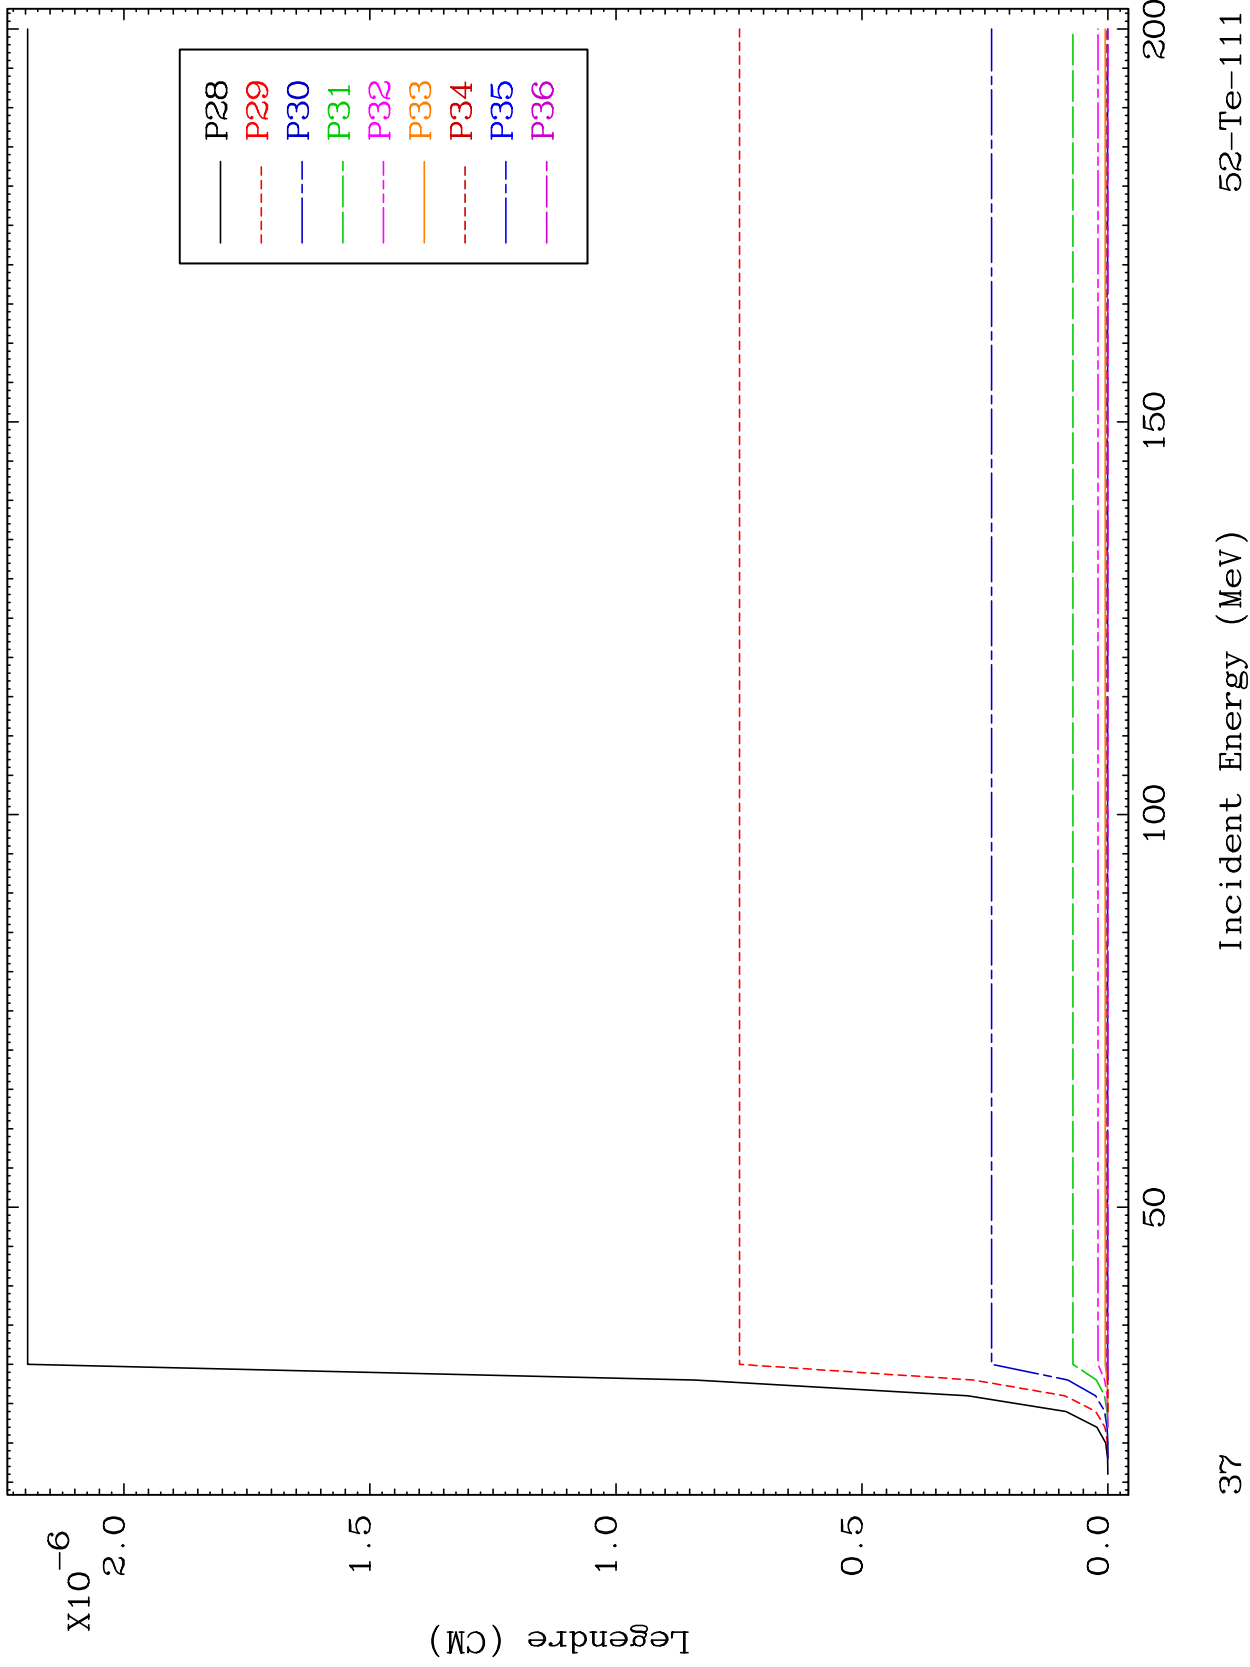 X10^-6
2.0
1.5
1.0
0.5
0.0
Legendre (CM)
P28
P29
P30
P31
P32
P33
P34
P35
P36
50
100
150
200
37
Incident Energy (MeV)
52-Te-111